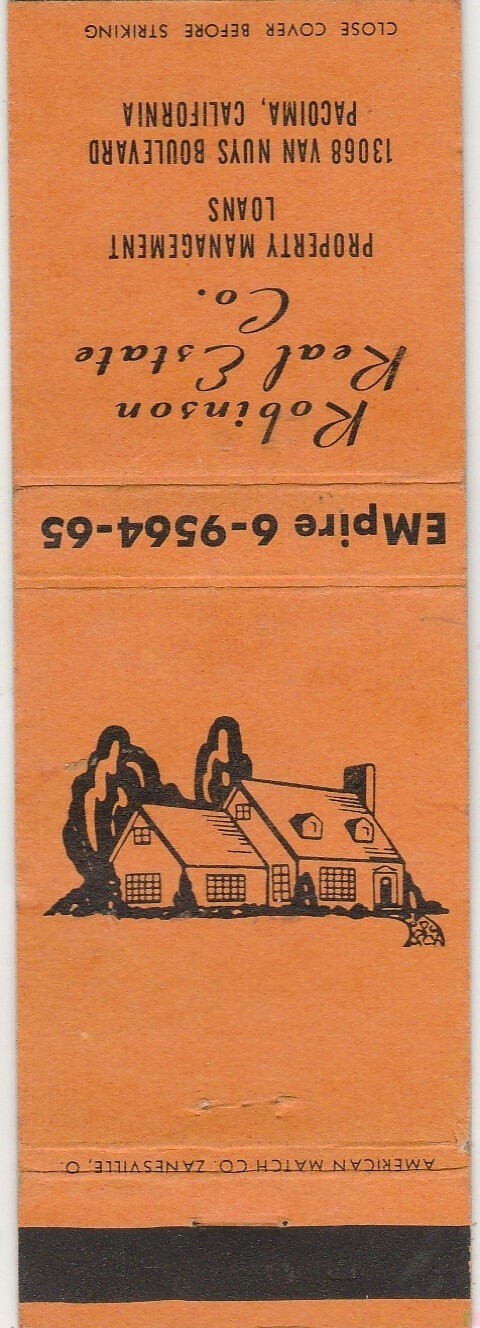 AMERICAN MATCH CO. ZANESVILLE, O.
EMpire 6-9564-65
Robinson
Real Estate
Co.
PROPERTY MANAGEMENT
LOANS
13068 VAN NUYS BOULEVARD
PACOIMA, CALIFORNIA
CLOSE COVER BEFORE STRIKING